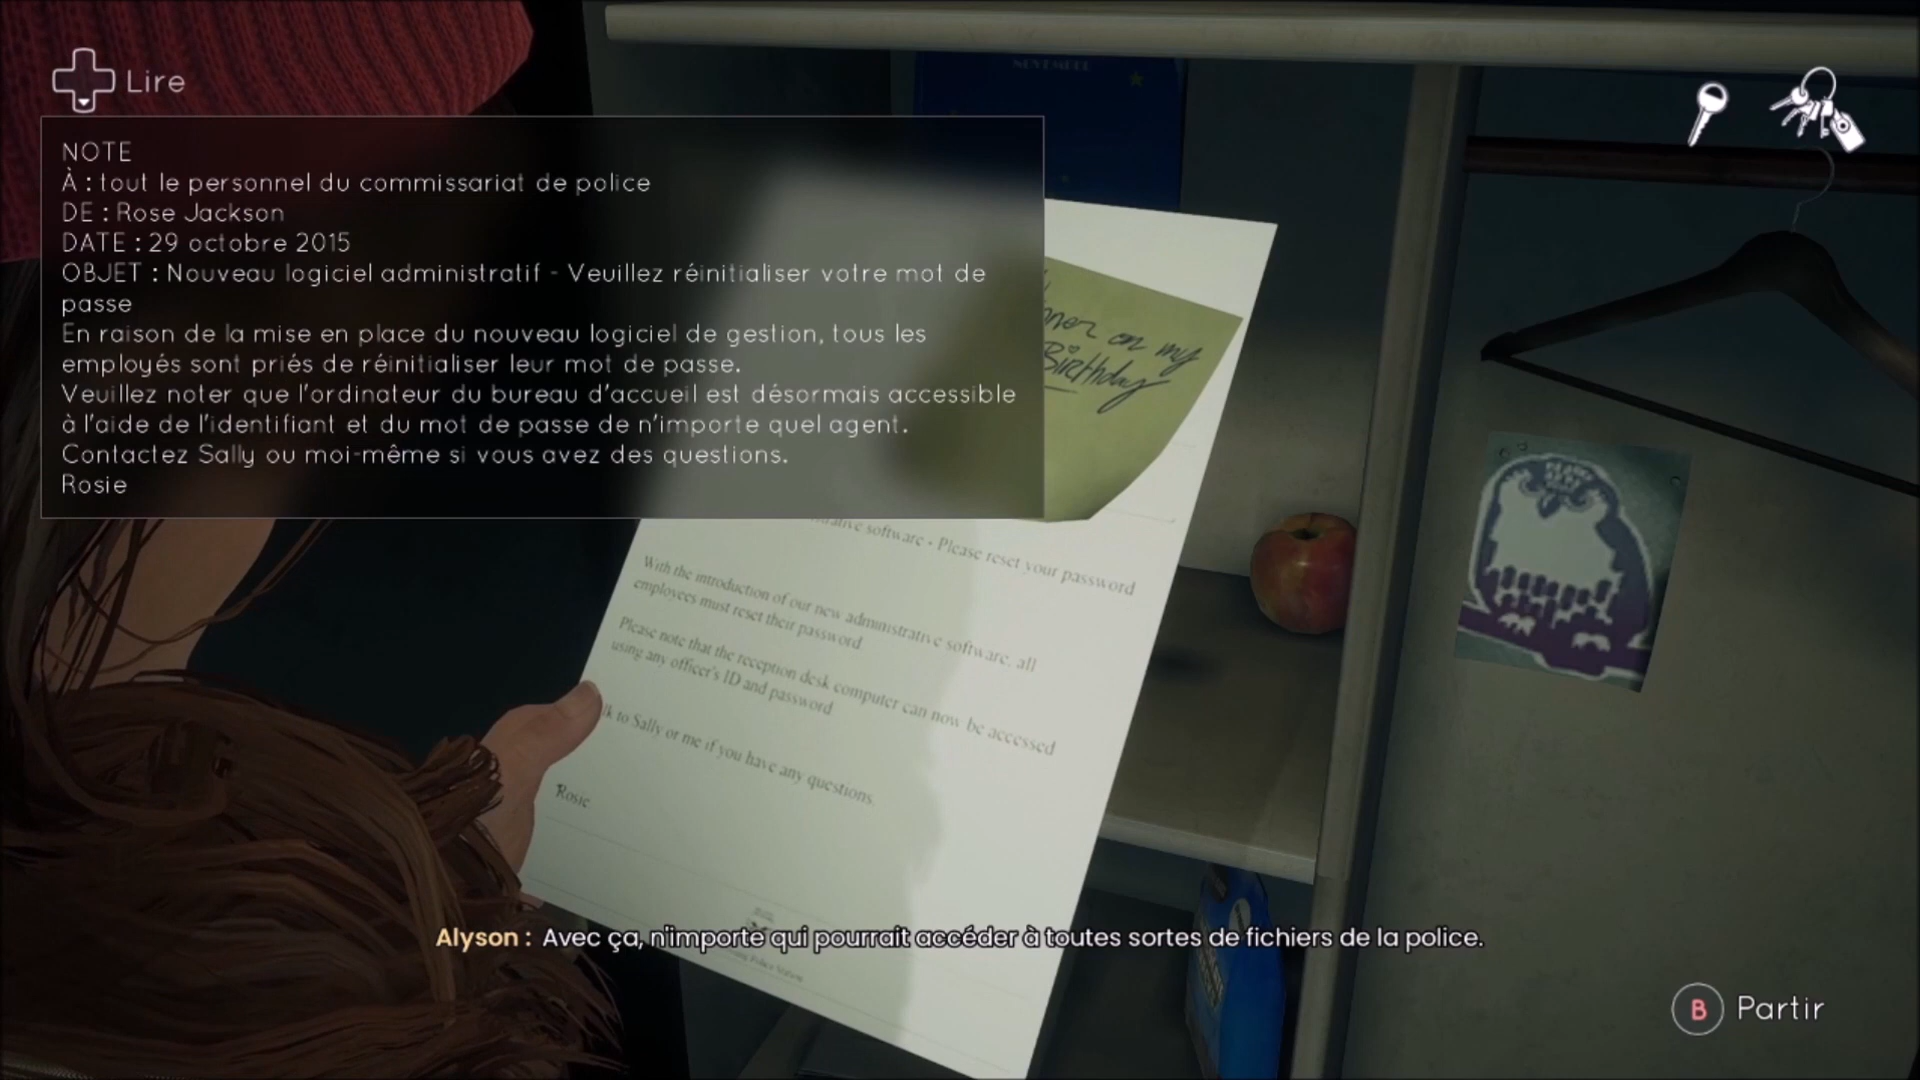 Lire
NOTE
À : tout le personnel du commissariat de police
DE : Rose Jackson
DATE : 29 octobre 2015
OBJET : Nouveau logiciel administratif - Veuillez réinitialiser votre mot de
passe
En raison de la mise en place du nouveau logiciel de gestion, tous les
employés sont priés de réinitialiser leur mot de passe.
Veuillez noter que l'ordinateur du bureau d'accueil est désormais accessible
à l'aide de l'identifiant et du mot de passe de n'importe quel agent.
Contactez Sally ou moi-même si vous avez des questions.
Rosie
on my
Birthday
software - Please reset your password
With the introduction of our new administrative software, all
employees must reset their password
Please note that the reception desk computer can now be accessed
using any officer's ID and password
to Sally or me if you have any questions.
Rosie
Alyson : Avec ça, n'importe qui pourrait accéder à toutes sortes de fichiers de la police.
B Partir